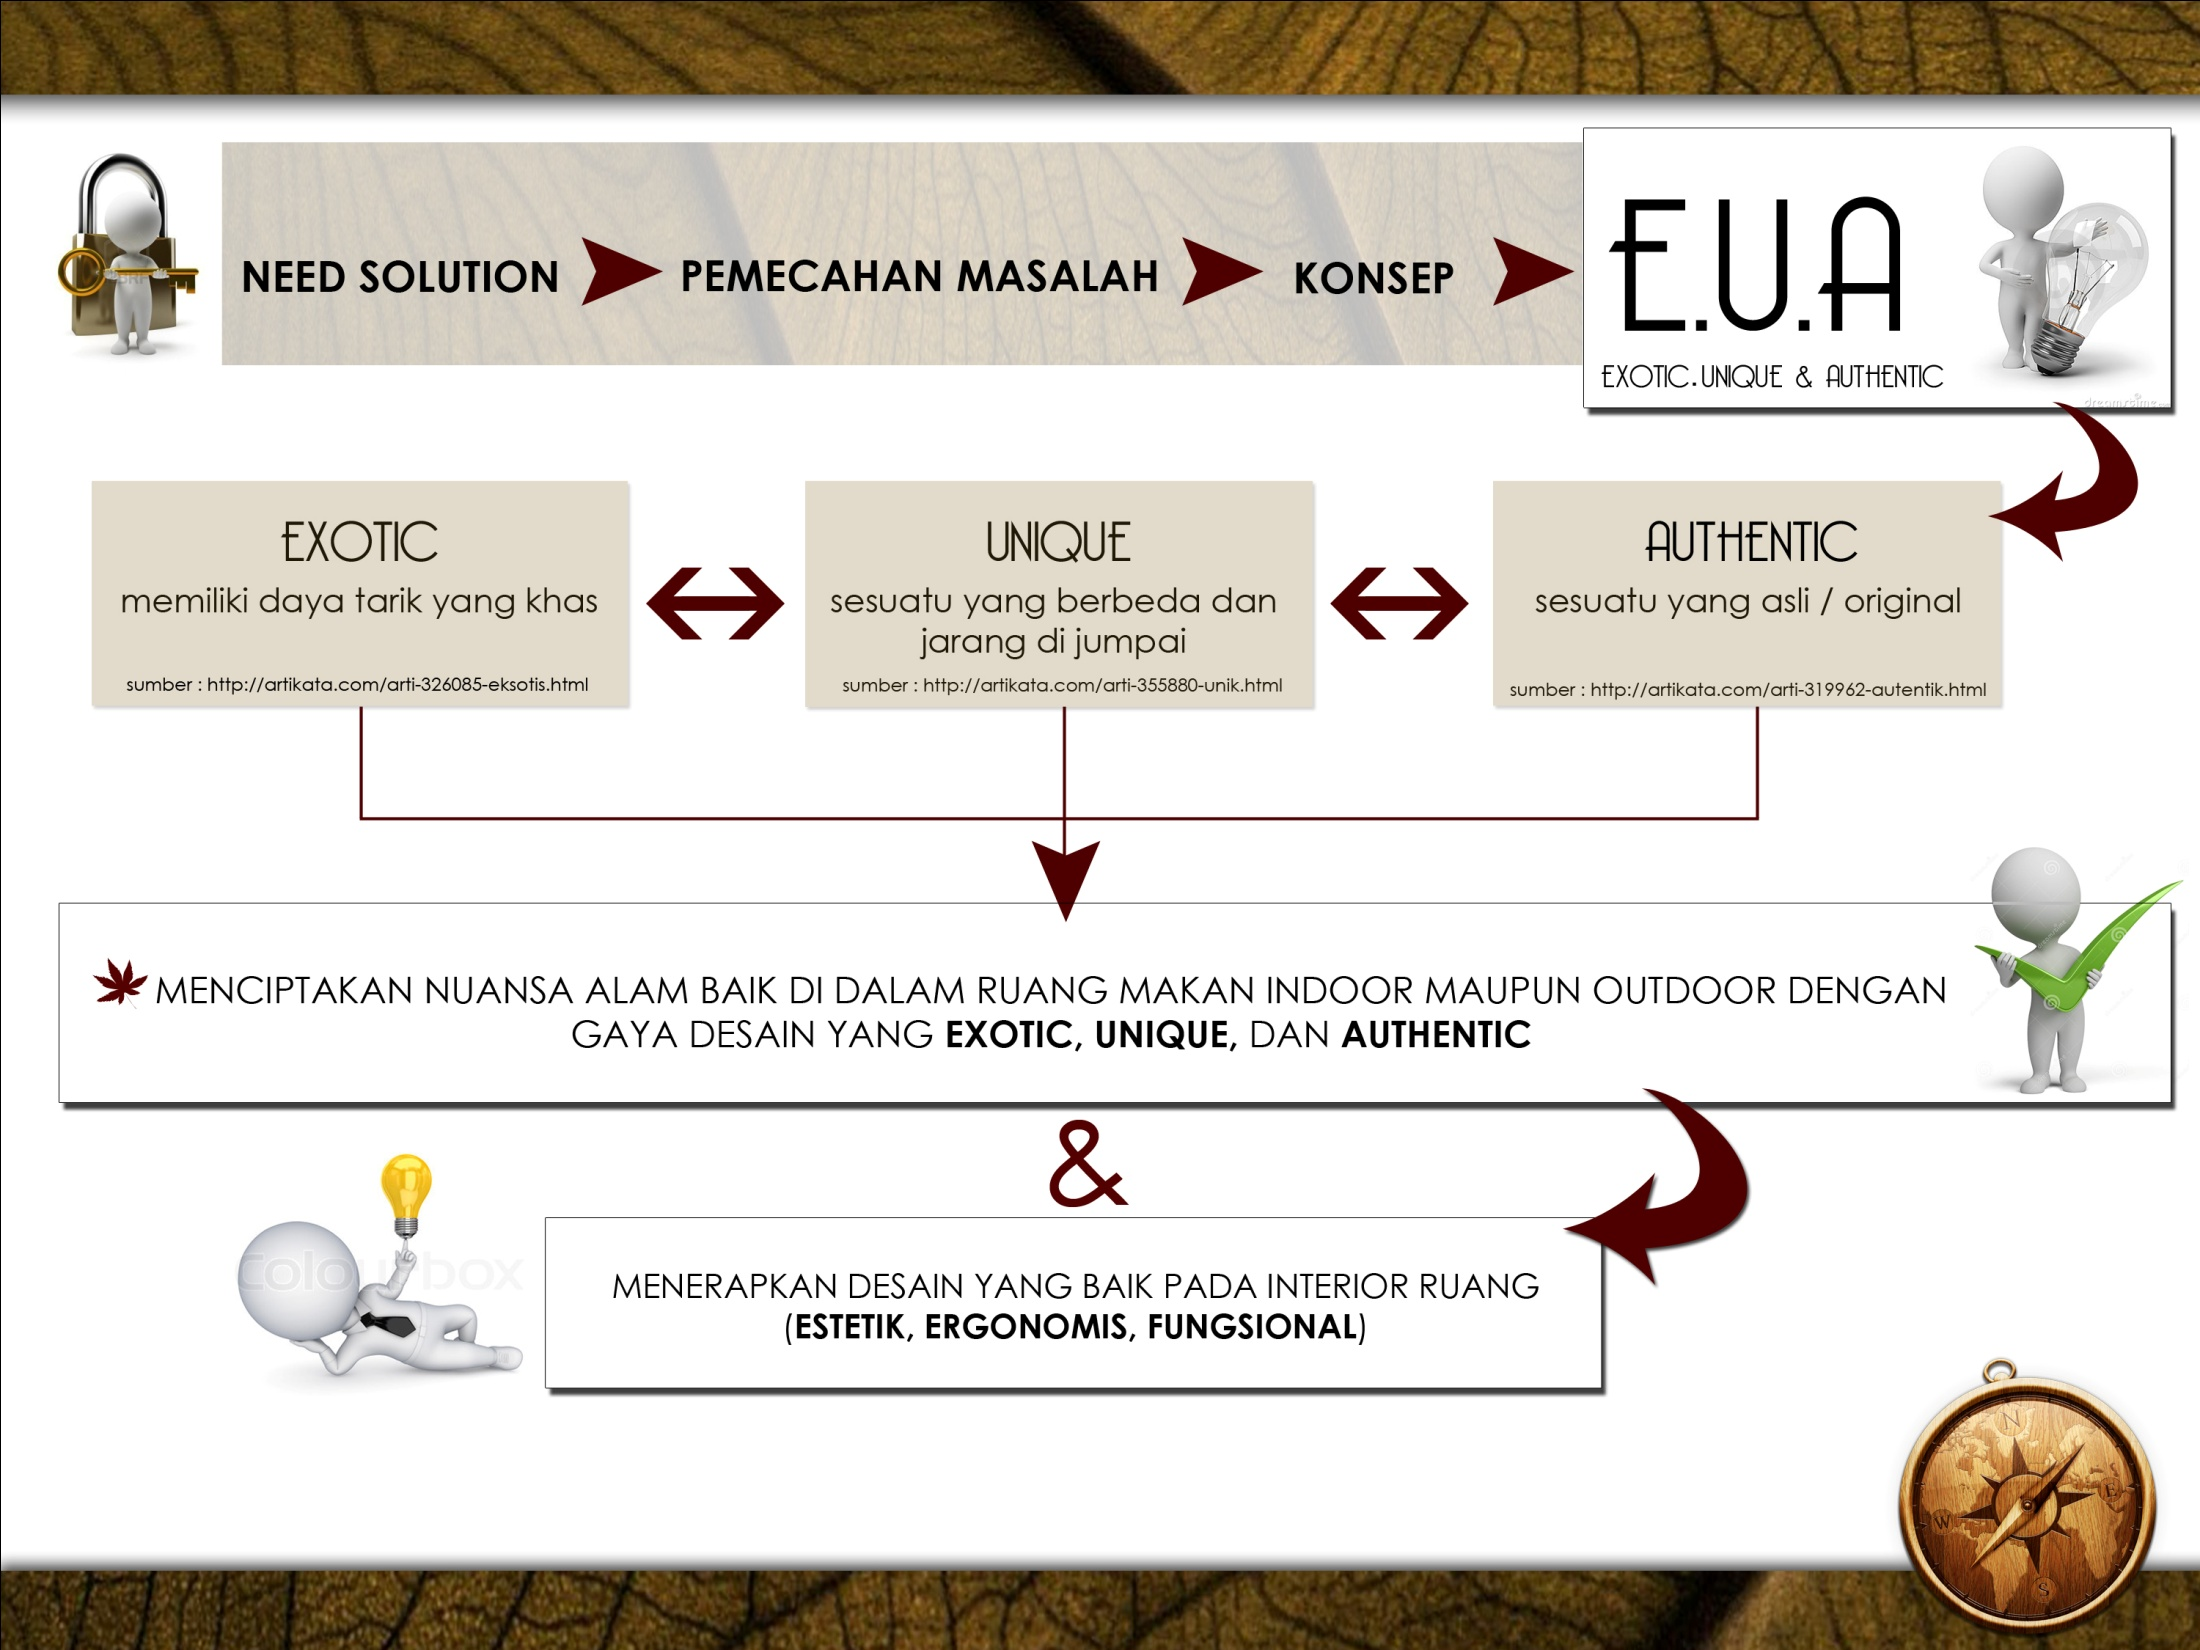 NEED SOLUTION
PEMECAHAN MASALAH
KONSEP
E.U.A
EXOTIC.UNIQUE & AUTHENTIC
dreamstime
EXOTIC
memiliki daya tarik yang khas
sumber : http://artikata.com/arti-326085-eksotis.html
UNIQUE
sesuatu yang berbeda dan
jarang di jumpai
sumber : http://artikata.com/arti-355880-unik.html
AUTHENTIC
sesuatu yang asli / original
sumber : http://artikata.com/arti-319962-autentik.html
MENCIPTAKAN NUANSA ALAM BAIK DI DALAM RUANG MAKAN INDOOR MAUPUN OUTDOOR DENGAN
GAYA DESAIN YANG EXOTIC, UNIQUE, DAN AUTHENTIC
&
Colourbox
MENERAPKAN DESAIN YANG BAIK PADA INTERIOR RUANG
(ESTETIK, ERGONOMIS, FUNGSIONAL)
N
E
W
S